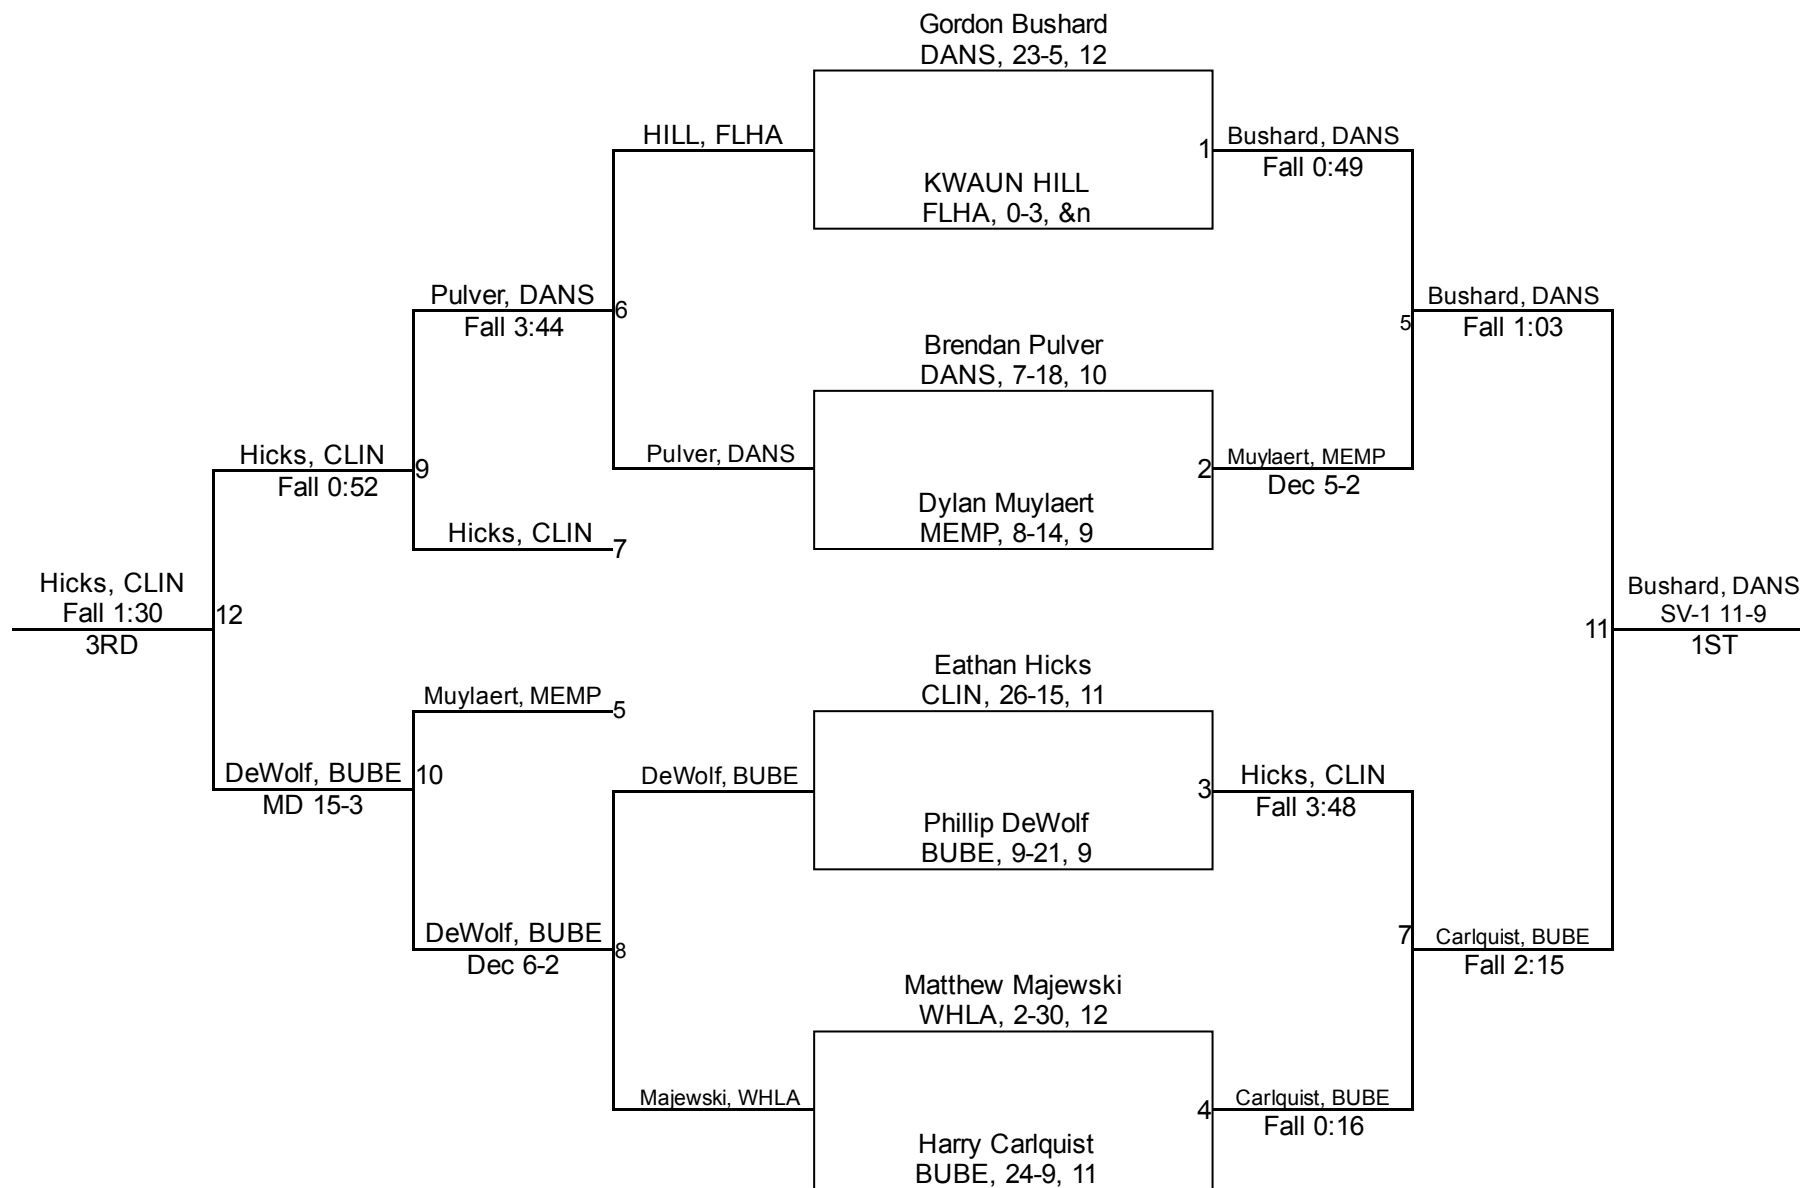 Gordon Bushard
DANS, 23-5, 12
HILL, FLHA
1
Bushard, DANS
Fall 0:49
KWAUN HILL
FLHA, 0-3, &n
Pulver, DANS
Fall 3:44
6
Bushard, DANS
Fall 1:03
5
Brendan Pulver
DANS, 7-18, 10
Hicks, CLIN
Fall 0:52
9
Pulver, DANS
2
Muylaert, MEMP
Dec 5-2
Dylan Muylaert
MEMP, 8-14, 9
Hicks, CLIN
7
Hicks, CLIN
Fall 1:30
3RD
12
11
Bushard, DANS
SV-1 11-9
1ST
Eathan Hicks
CLIN, 26-15, 11
Muylaert, MEMP
5
DeWolf, BUBE
MD 15-3
10
DeWolf, BUBE
3
Hicks, CLIN
Fall 3:48
Phillip DeWolf
BUBE, 9-21, 9
DeWolf, BUBE
Dec 6-2
8
7
Carlquist, BUBE
Fall 2:15
Matthew Majewski
WHLA, 2-30, 12
Majewski, WHLA
4
Carlquist, BUBE
Fall 0:16
Harry Carlquist
BUBE, 24-9, 11